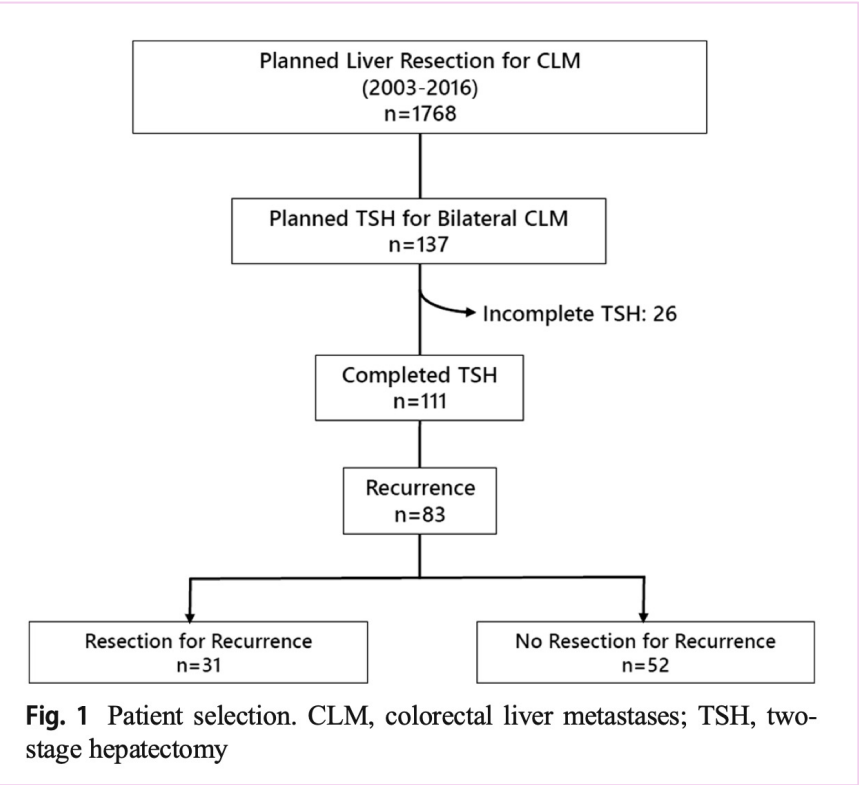 Planned Liver Resection for CLM
(2003-2016)
n=1768
Planned TSH for Bilateral CLM
n=137
Incomplete TSH: 26
Completed TSH
n=111
Recurrence
n=83
Resection for Recurrence
n=31
No Resection for Recurrence
n=52
Fig. 1 Patient selection. CLM, colorectal liver metastases; TSH, two-
stage hepatectomy